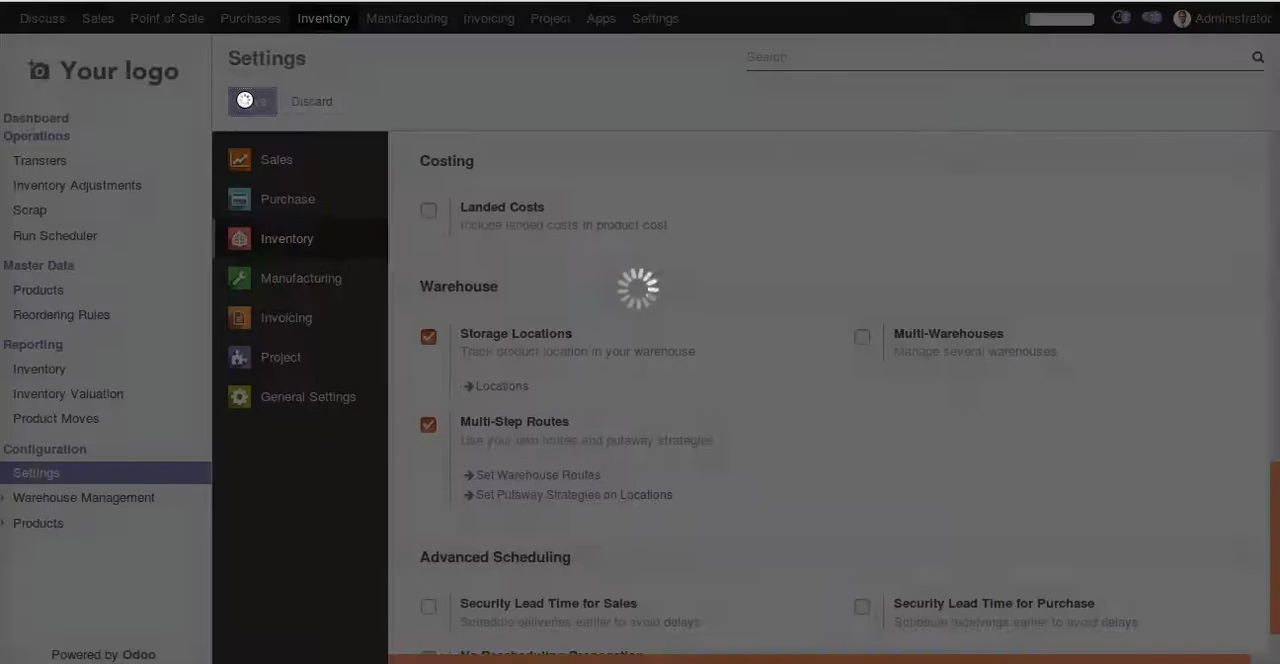 Discuss Sales Point of Sale Purchases Inventory Manufacturing Invoicing Project Apps Settings Administrator
Your logo
Settings
Search
Discard
Dashboard
Operations
Transfers
Inventory Adjustments
Scrap
Run Scheduler
Master Data
Products
Reordering Rules
Reporting
Inventory
Inventory Valuation
Product Moves
Configuration
Settings
Warehouse Management
Products
Powered by Odoo
Sales
Purchase
Inventory
Manufacturing
Invoicing
Project
General Settings
Costing
Landed Costs
Include landed costs in product cost
Warehouse
Storage Locations
Track product location in your warehouse
Locations
Multi-Warehouses
Manage several warehouses
Multi-Step Routes
Use your own routes and putaway strategies
Set Warehouse Routes
Set Putaway Strategies on Locations
Advanced Scheduling
Security Lead Time for Sales
Schedule deliveries earlier to avoid delays
Security Lead Time for Purchase
Schedule receivings earlier to avoid delays
No Rescheduling Propagation